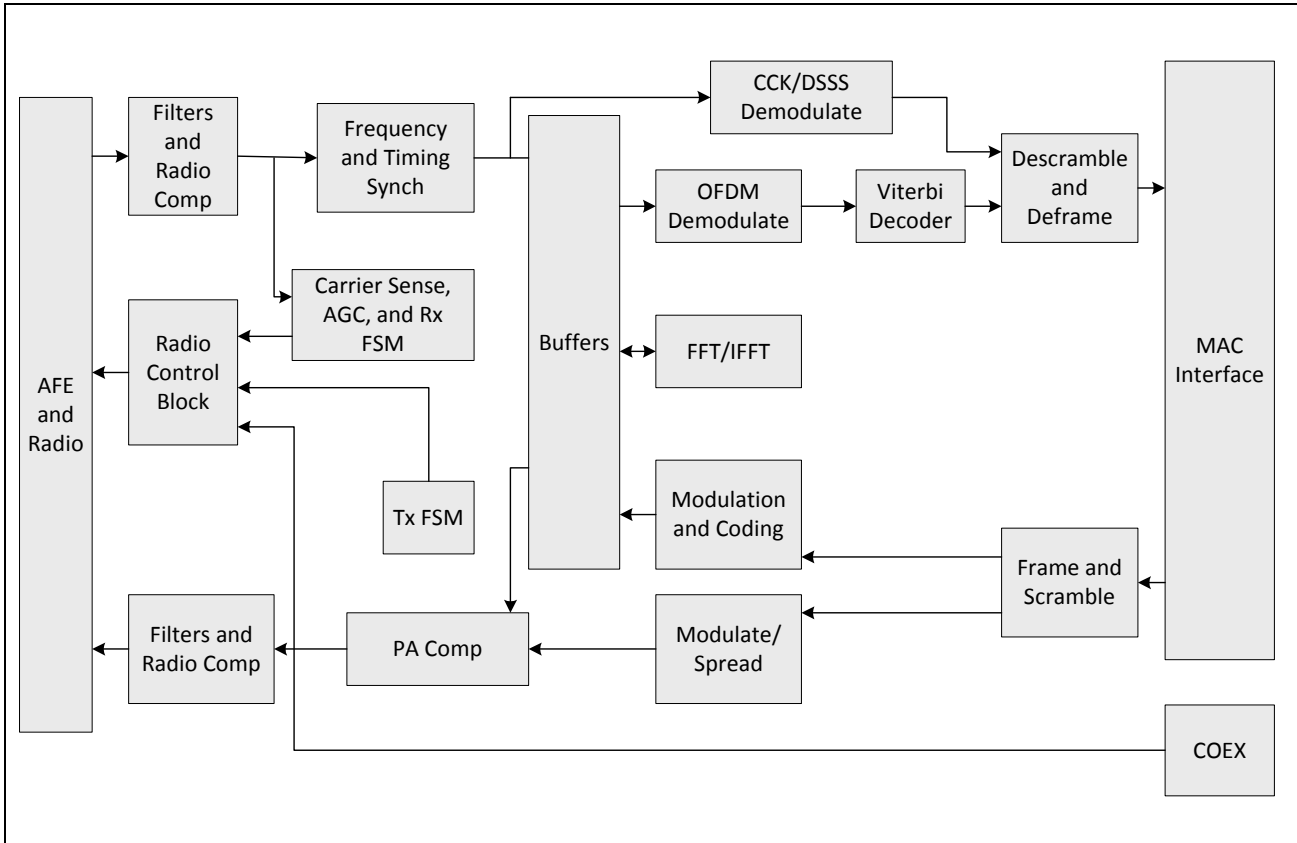 CCK/DSSS
Demodulate
Filters
and
Radio
Comp
Frequency
and Timing
Synch
Descramble
and
Deframe
OFDM
Demodulate
Viterbi
Decoder
Carrier Sense,
AGC, and Rx
FSM
Radio
Control
Block
Buffers
FFT/IFFT
MAC
Interface
AFE
and
Radio
Tx FSM
Modulation
and Coding
Frame and
Scramble
Filters and
Radio Comp
PA Comp
Modulate/
Spread
COEX